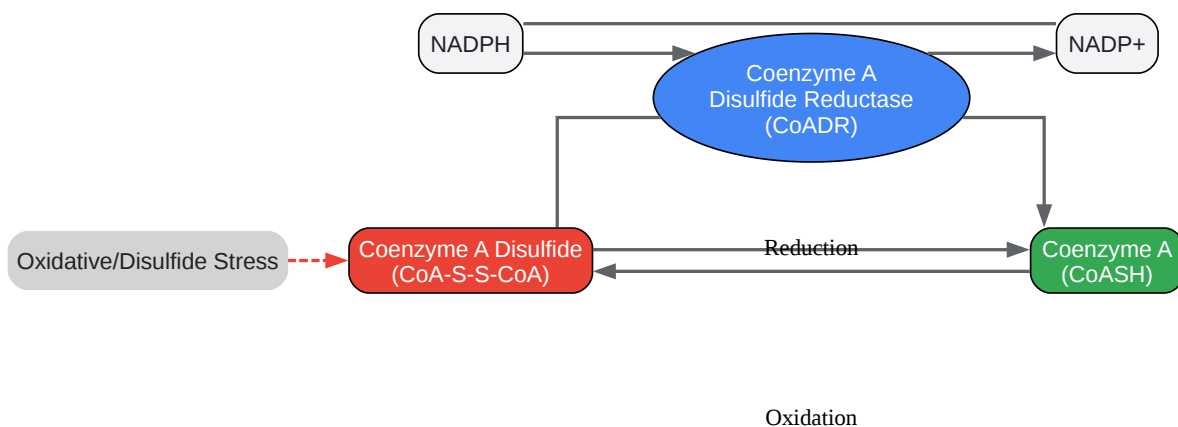 NADPH
NADP+
Coenzyme A
Disulfide Reductase
(CoADR)
Oxidative/Disulfide Stress
Coenzyme A Disulfide
(CoA-S-S-CoA)
Reduction
Coenzyme A
(CoASH)
Oxidation